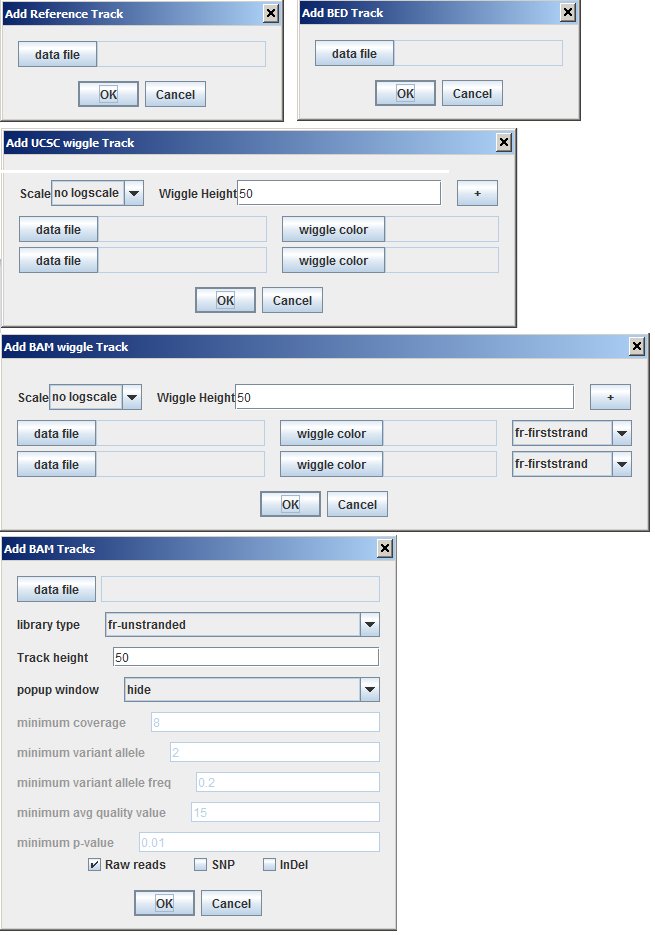 Add Reference Track
data file
OK Cancel
Add BED Track
data file
OK Cancel
Add UCSC wiggle Track
Scale no logscale Wiggle Height 50 +
data file wiggle color
data file wiggle color
OK Cancel
Add BAM wiggle Track
Scale no logscale Wiggle Height 50 +
data file wiggle color fr-firststrand
data file wiggle color fr-firststrand
OK Cancel
Add BAM Tracks
data file
library type fr-unstranded
Track height 50
popup window hide
minimum coverage 8
minimum variant allele 2
minimum variant allele freq 0.2
minimum avg quality value 15
minimum p-value 0.01
Raw reads SNP InDel
OK Cancel